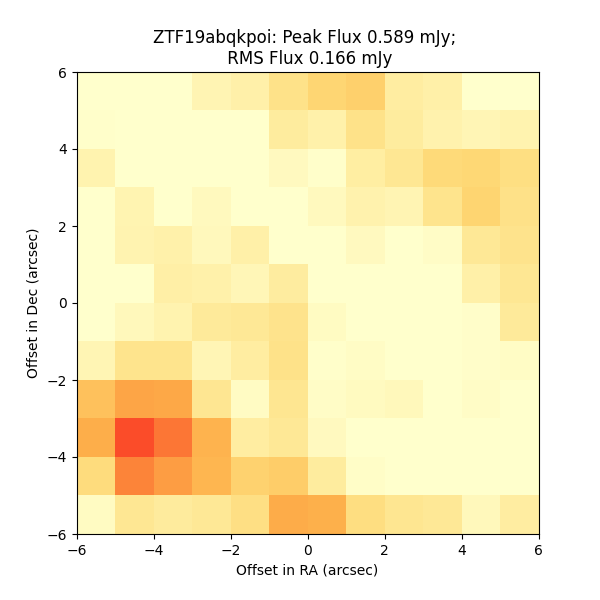 ZTF19abqkpoi: Peak Flux 0.589 mJy;
RMS Flux 0.166 mJy
6
4
2
0
−2
−4
−6
Offset in Dec (arcsec)
−6 −4 −2 0 2 4 6
Offset in RA (arcsec)